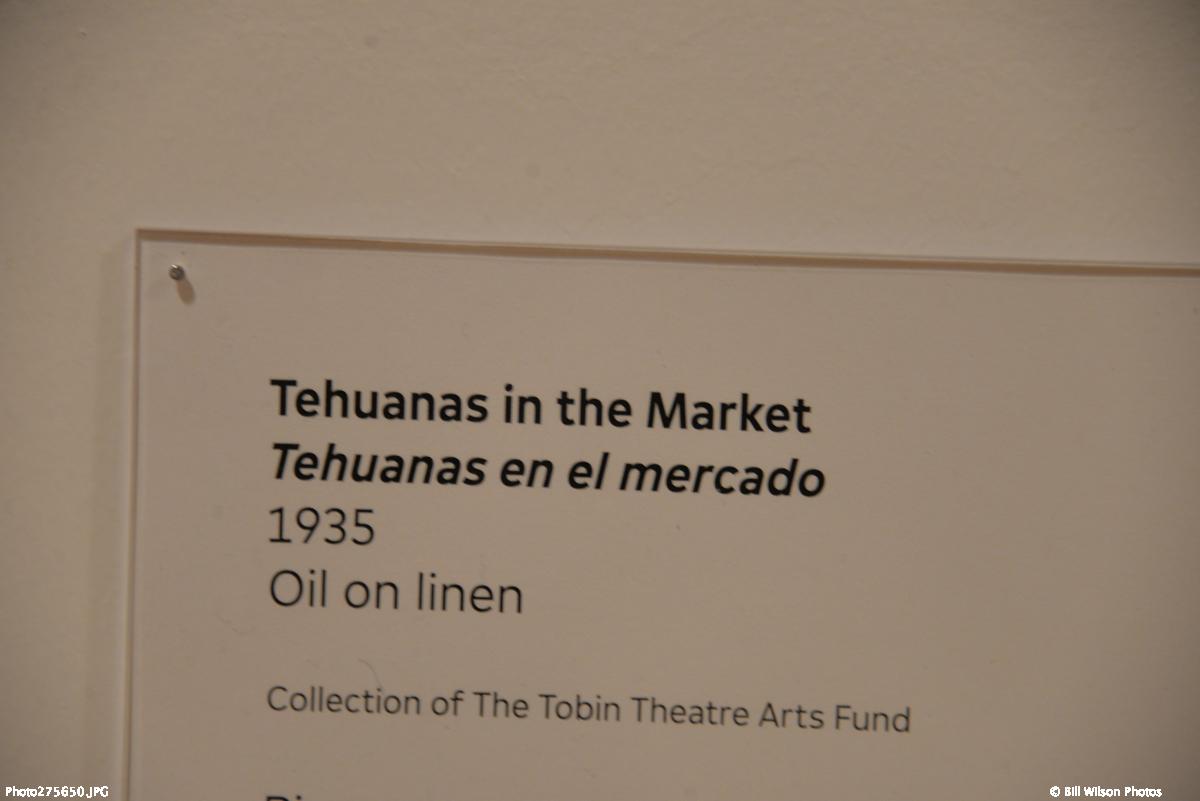 Tehuanas in the Market
Tehuanas en el mercado
1935
Oil on linen
Collection of The Tobin Theatre Arts Fund
Photo275650.JPG
© Bill Wilson Photos